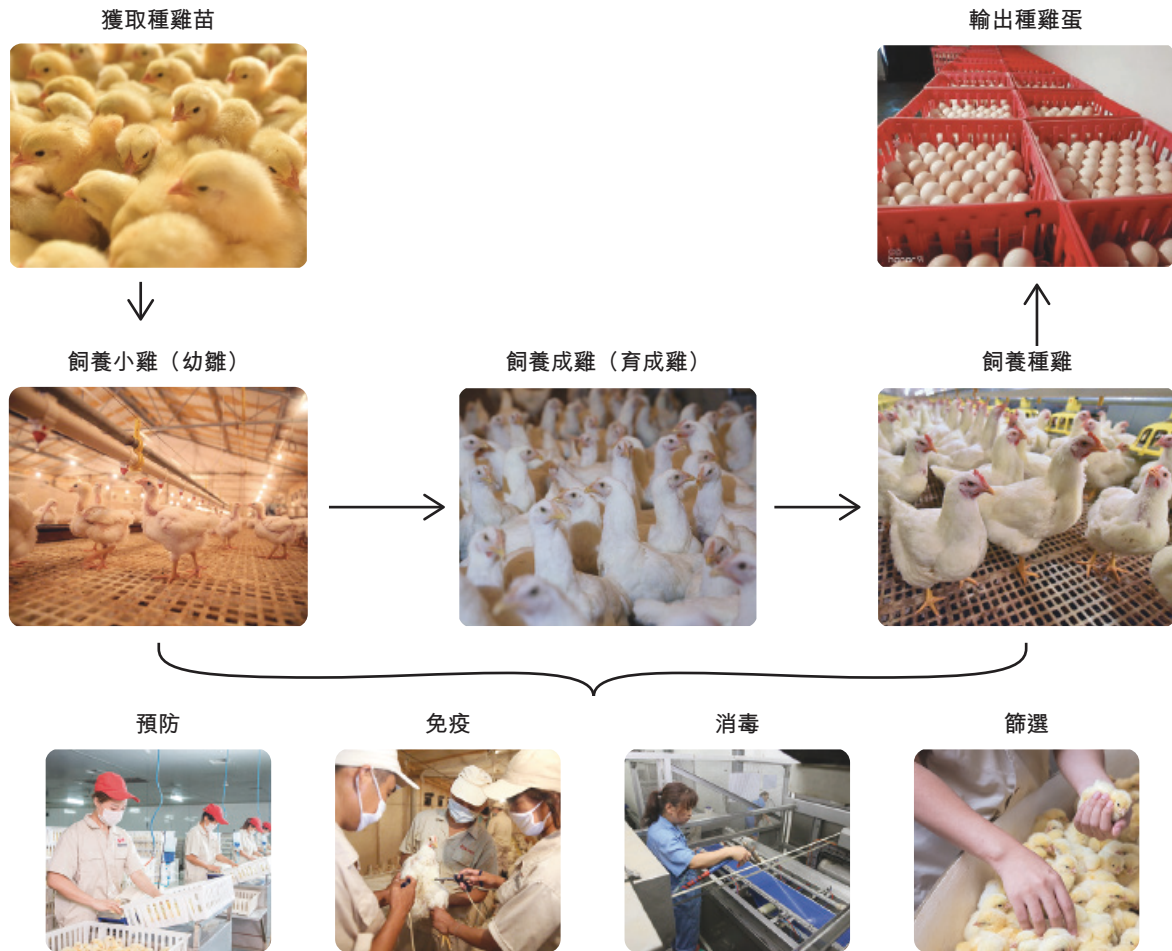 獲取種雞苗
輸出種雞蛋
飼養小雞（幼雛）
飼養成雞（育成雞）
飼養種雞
預防
免疫
消毒
篩選